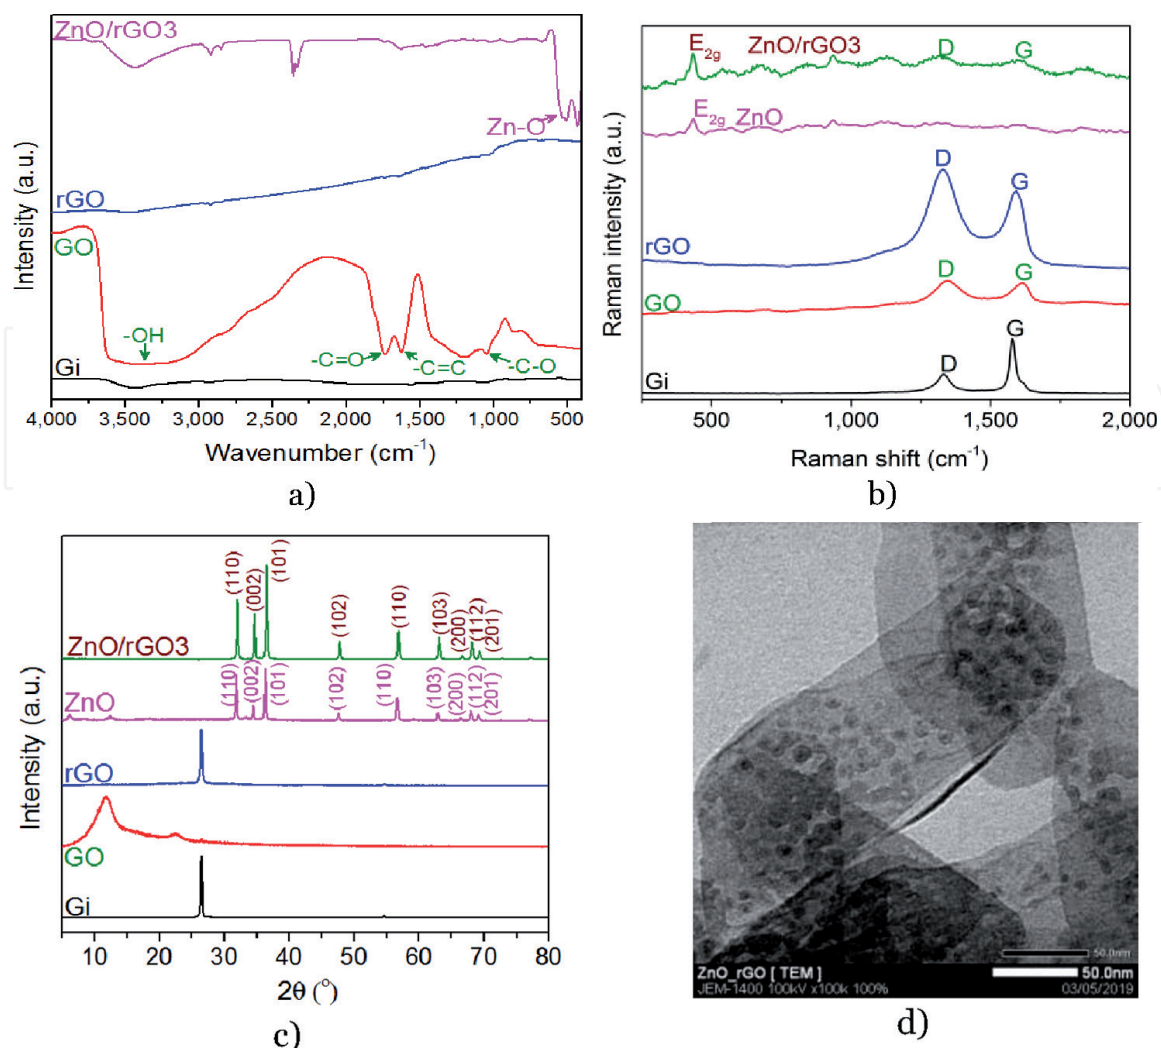 ZnO/rGO3
Zn-O
rGO
GO
-OH
-C=O
-C=C
-C-O
Gi
4,000 3,500 3,000 2,500 2,000 1,500 1,000 500
Wavenumber (cm-1)
Intensity (a.u.)
a)
E2g ZnO/rGO3 D G
E2g ZnO
D G
rGO
D G
GO
G
D
Gi
500 1,000 1,500 2,000
Raman shift (cm-1)
Raman intensity (a.u.)
b)
(110) (002) (101) (102) (110) (103) (200) (112) (201)
ZnO/rGO3
(110) (002) (101) (102) (110) (103) (200) (112) (201)
ZnO
rGO
GO
Gi
10 20 30 40 50 60 70 80
2θ (°)
Intensity (a.u.)
c)
50.0nm
ZnO_rGO [ TEM ] 50.0nm
JEM-1400 100kV x100k 100% 03/05/2019
d)